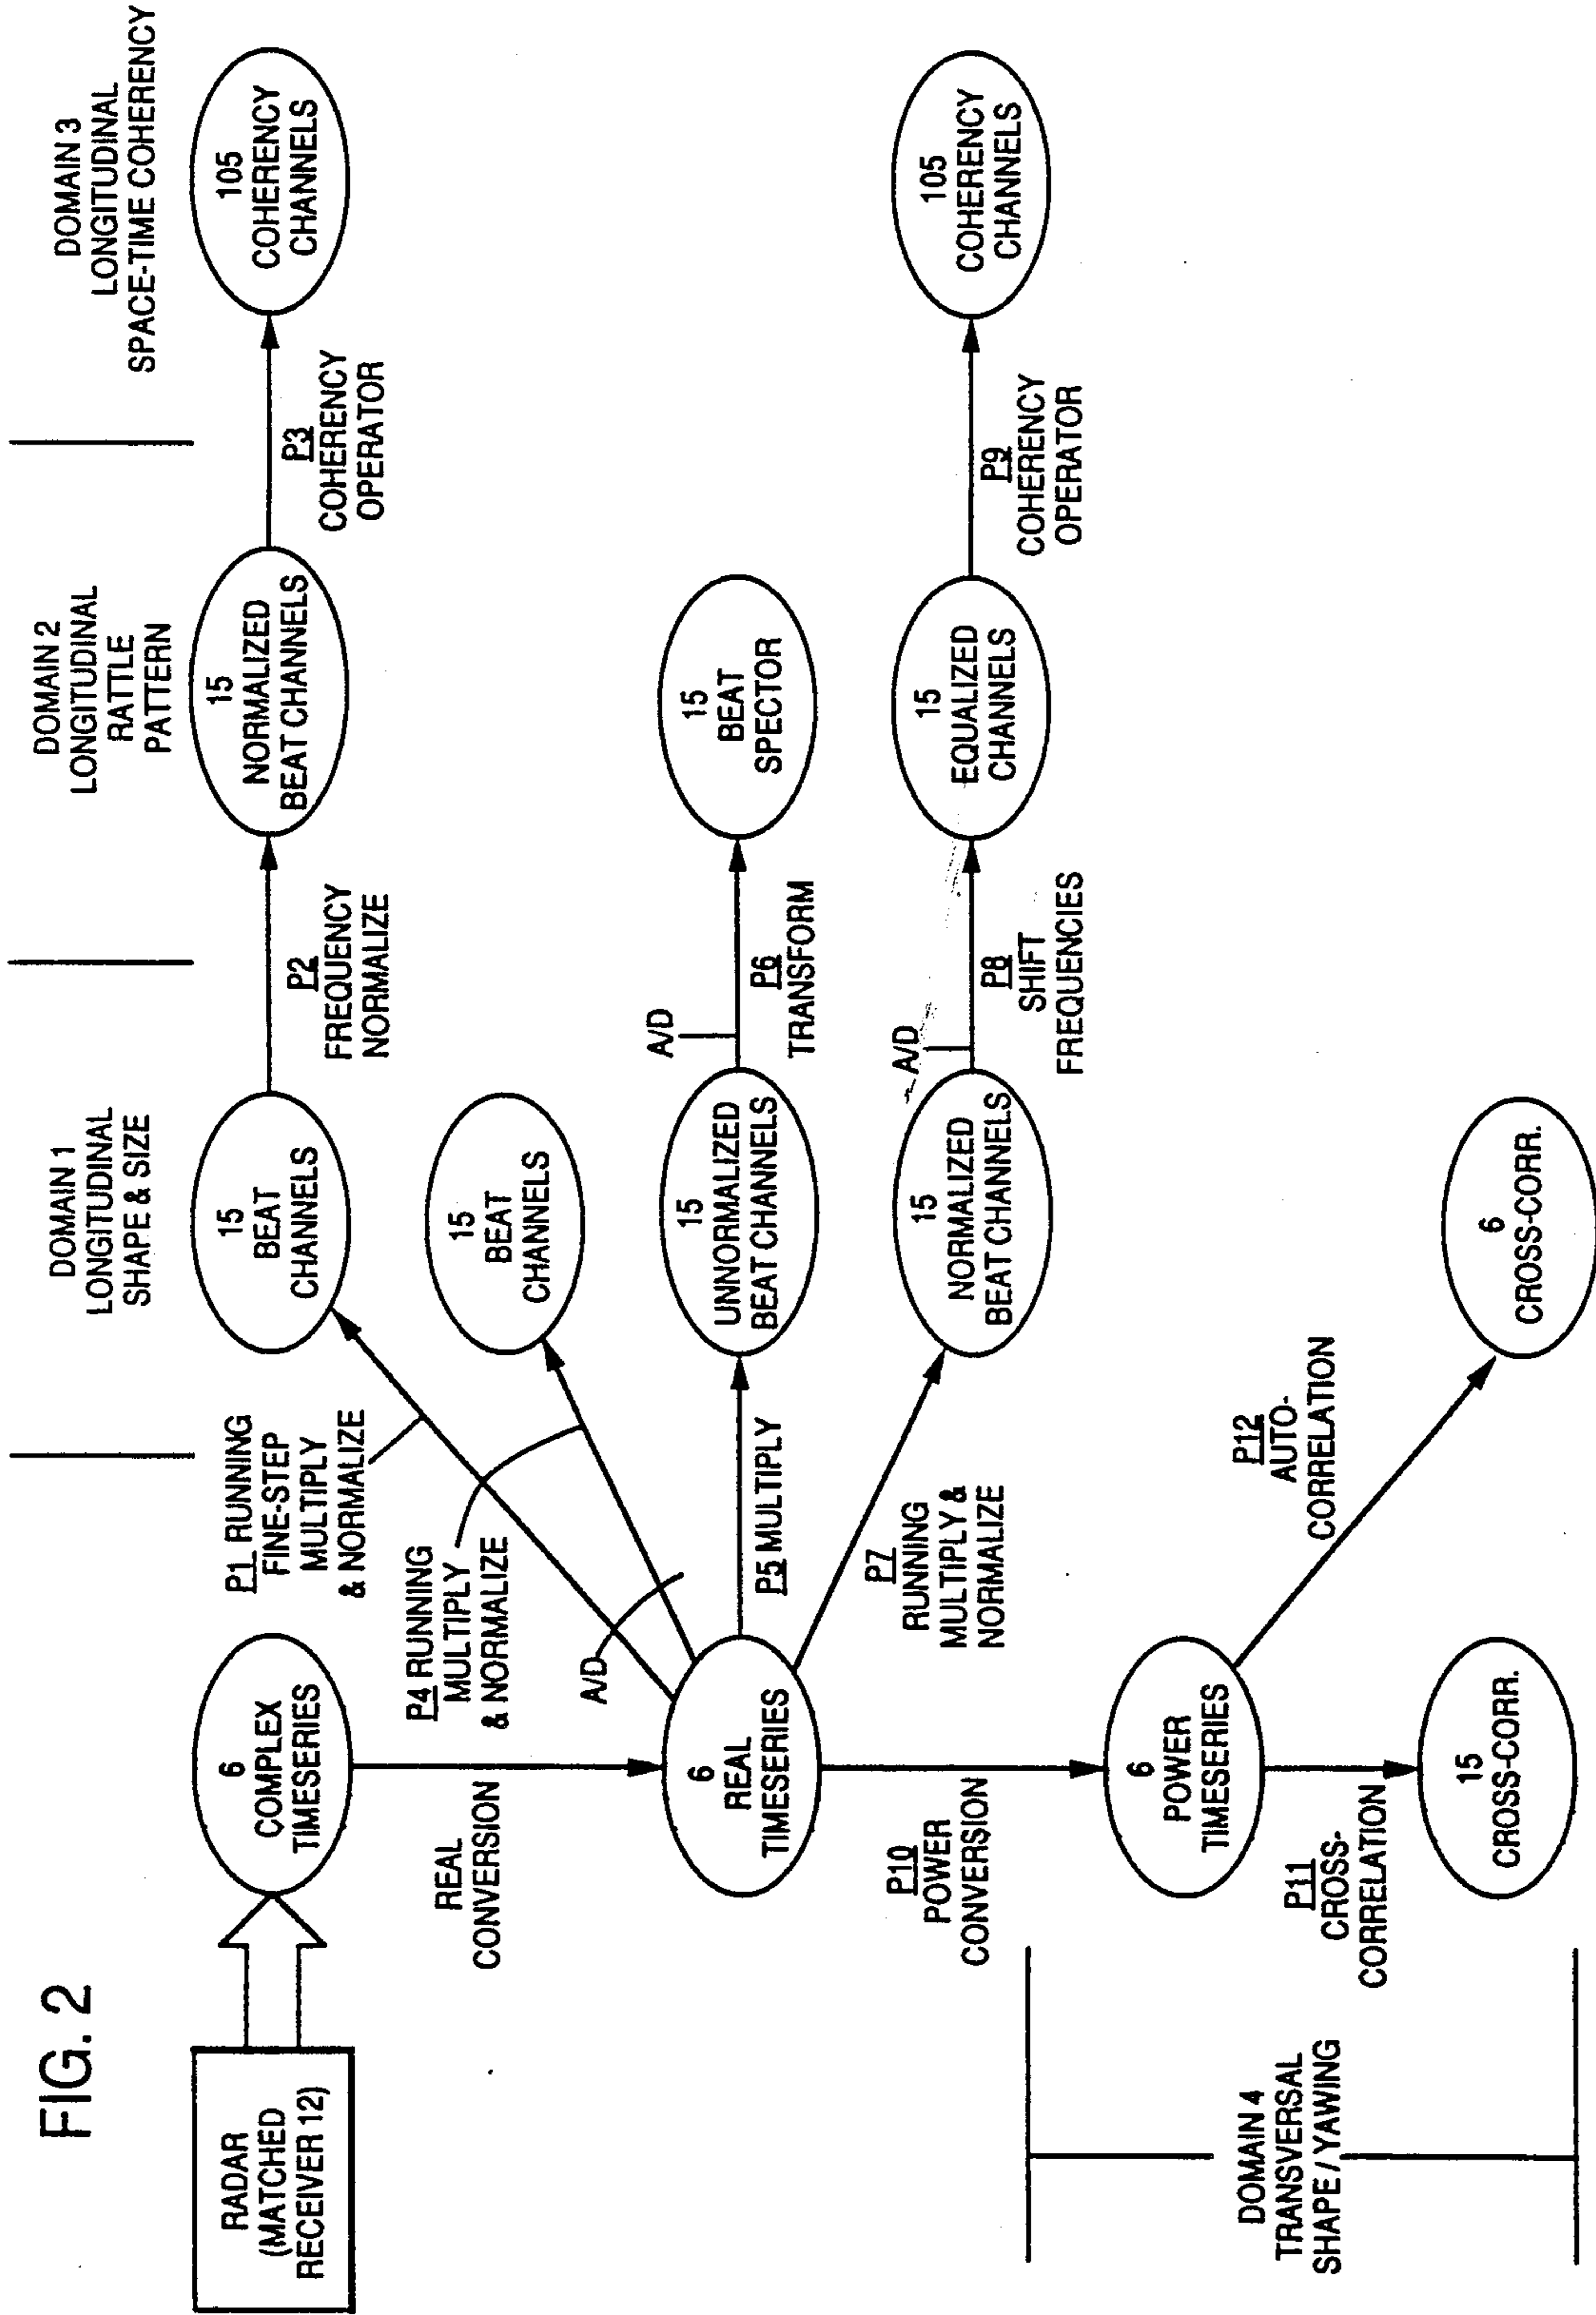 FIG. 2
RADAR
(MATCHED
RECEIVER 12)
6
COMPLEX
TIMESERIES
REAL
CONVERSION
6
REAL
TIMESERIES
P10
POWER
CONVERSION
6
POWER
TIMESERIES
P11
CROSS-
CORRELATION
15
CROSS-CORR.
P12
AUTO-
CORRELATION
6
CROSS-CORR.
DOMAIN 4
TRANSVERSAL
SHAPE / YAWING
DOMAIN 1
LONGITUDINAL
SHAPE & SIZE
DOMAIN 2
LONGITUDINAL
RATTLE
PATTERN
DOMAIN 3
LONGITUDINAL
SPACE-TIME COHERENCY
P1 RUNNING
FINE-STEP
MULTIPLY
& NORMALIZE
15
BEAT
CHANNELS
P2
FREQUENCY
NORMALIZE
15
NORMALIZED
BEAT CHANNELS
P3
COHERENCY
OPERATOR
105
COHERENCY
CHANNELS
P4 RUNNING
MULTIPLY
& NORMALIZE
A/D
15
BEAT
CHANNELS
P5 MULTIPLY
15
UNNORMALIZED
BEAT CHANNELS
A/D
P6
TRANSFORM
15
BEAT
SPECTOR
P7
RUNNING
MULTIPLY &
NORMALIZE
15
NORMALIZED
BEAT CHANNELS
A/D
P8
SHIFT
FREQUENCIES
15
EQUALIZED
CHANNELS
P9
COHERENCY
OPERATOR
105
COHERENCY
CHANNELS